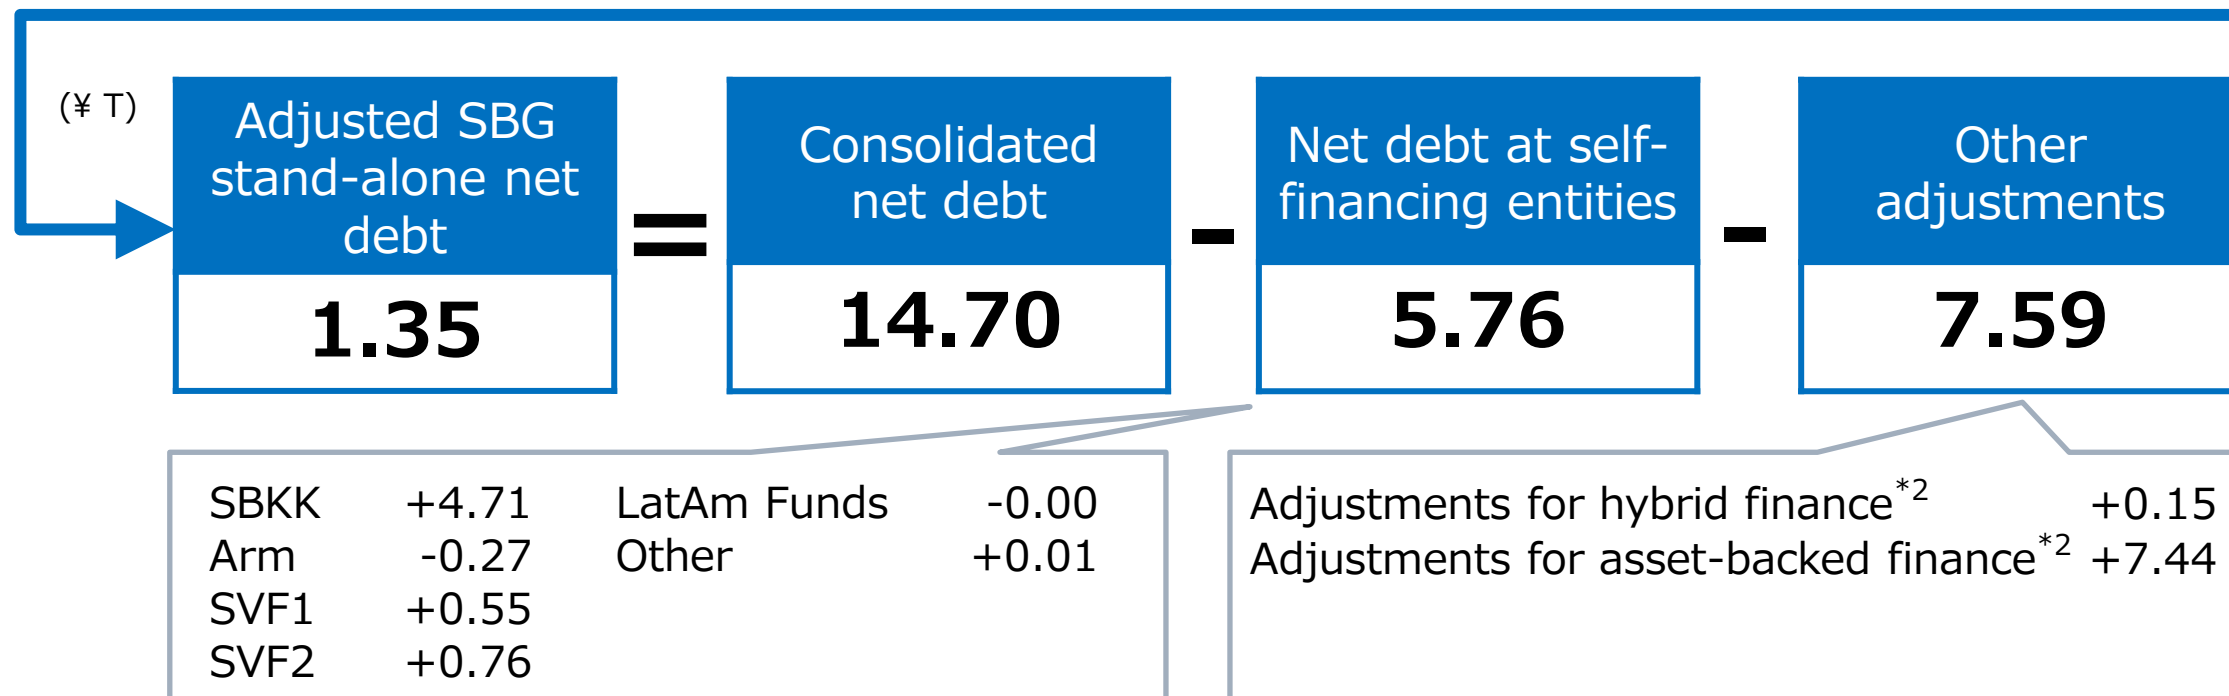 (¥ T)
Adjusted SBG
stand-alone net
debt
1.35
=
Consolidated
net debt
14.70
-
Net debt at self-
financing entities
5.76
-
Other
adjustments
7.59
SBKK +4.71 LatAm Funds -0.00
Arm -0.27 Other +0.01
SVF1 +0.55
SVF2 +0.76
Adjustments for hybrid finance*2 +0.15
Adjustments for asset-backed finance*2 +7.44